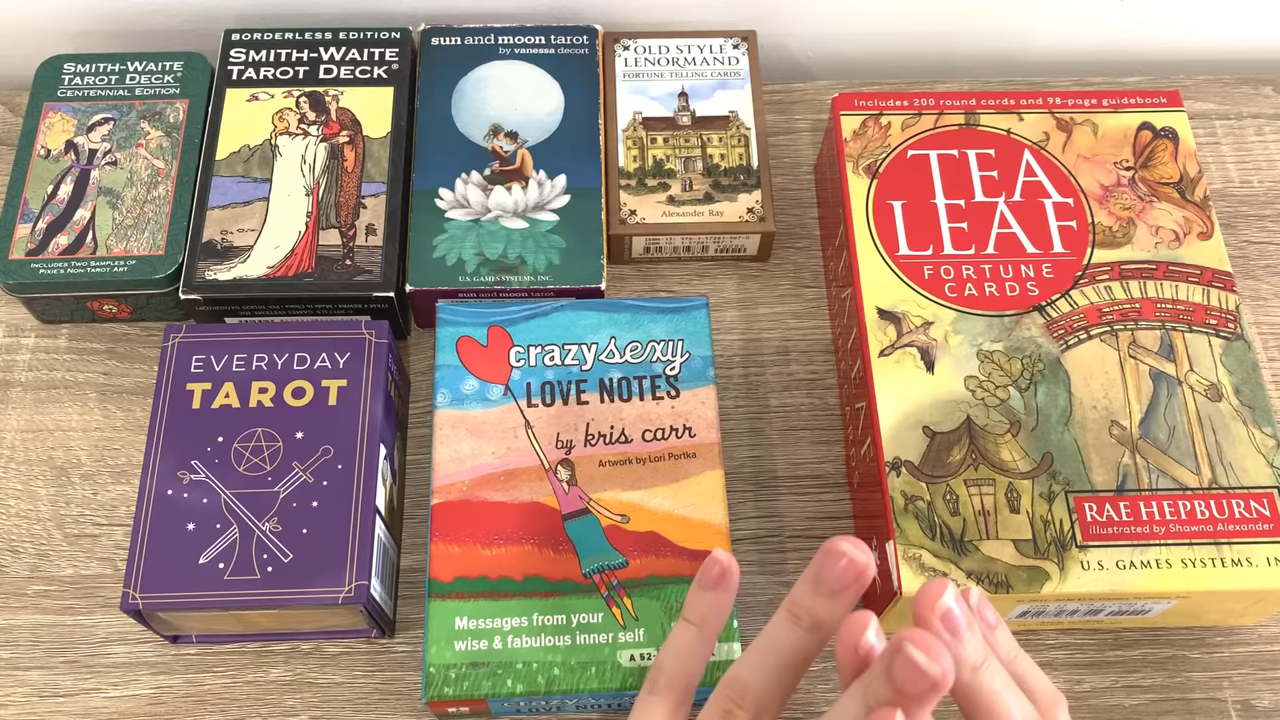 SMITH-WAITE
TAROT DECK®
CENTENNIAL EDITION
INCLUDES TWO SAMPLES OF
PIXIE'S NON-TAROT ART
BORDERLESS EDITION
SMITH-WAITE
TAROT DECK®
sun and moon tarot
by vanessa decort
U.S. GAMES SYSTEMS, INC.
sun and moon tarot
OLD STYLE
LENORMAND
FORTUNE-TELLING CARDS
Alexander Ray
Includes 200 round cards and 98-page guidebook
TEA
LEAF
FORTUNE
CARDS
RAE HEPBURN
illustrated by Shawna Alexander
U.S. GAMES SYSTEMS, IN
EVERYDAY
TAROT
crazy sexy
LOVE NOTES
by kris carr
Artwork by Lori Portka
Messages from your
wise & fabulous inner self
A 52-
LOVE NOTES